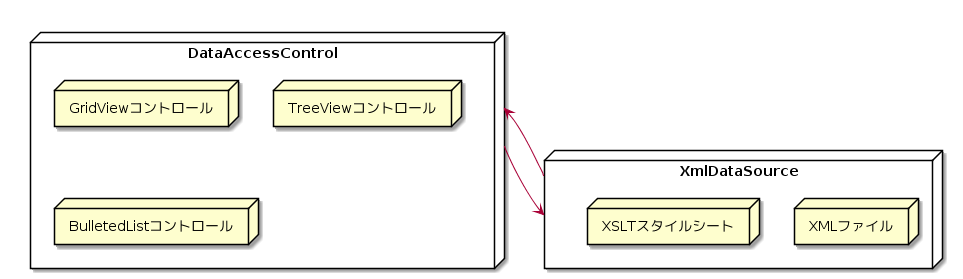 DataAccessControl
GridViewコントロール
TreeViewコントロール
BulletedListコントロール
XmlDataSource
XSLTスタイルシート
XMLファイル